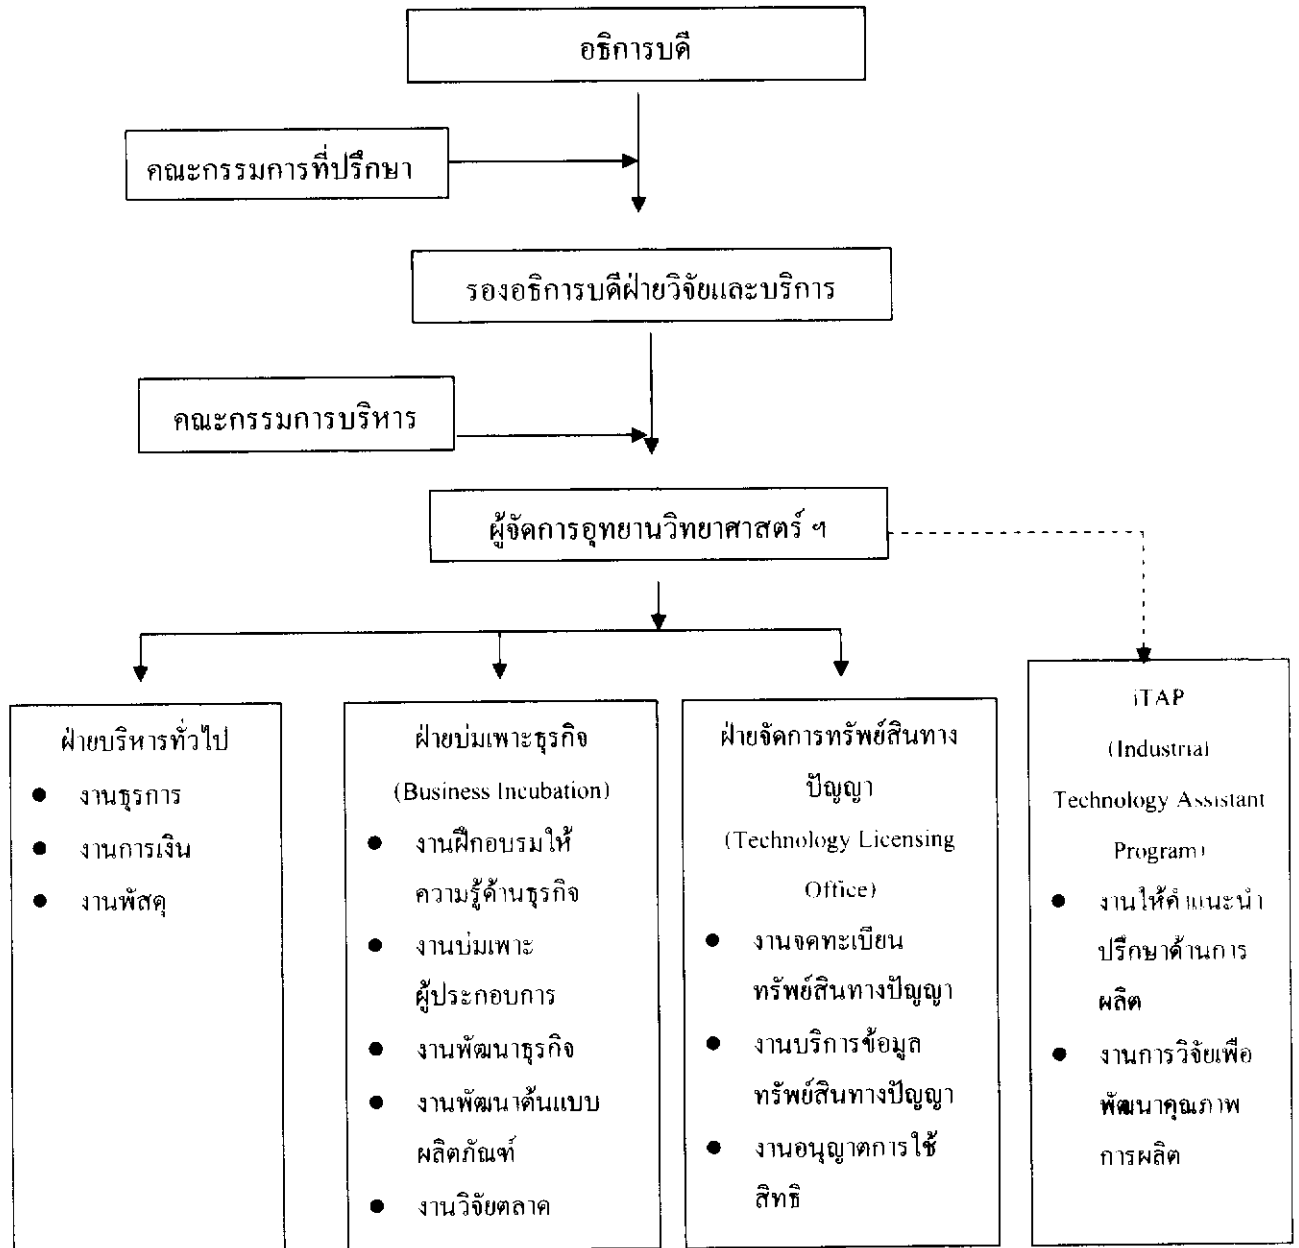 อธิการบดี
คณะกรรมการที่ปรึกษา
รองอธิการบดีฝ่ายวิจัยและบริการ
คณะกรรมการบริหาร
ผู้จัดการอุทยานวิทยาศาสตร์ ฯ
ฝ่ายบริหารทั่วไป
● งานธุรการ
● งานการเงิน
● งานพัสดุ
ฝ่ายบ่มเพาะธุรกิจ
(Business Incubation)
● งานฝึกอบรมให้
ความรู้ด้านธุรกิจ
● งานบ่มเพาะ
ผู้ประกอบการ
● งานพัฒนาธุรกิจ
● งานพัฒนาต้นแบบ
ผลิตภัณฑ์
● งานวิจัยตลาด
ฝ่ายจัดการทรัพย์สินทาง
ปัญญา
(Technology Licensing
Office)
● งานจดทะเบียน
ทรัพย์สินทางปัญญา
● งานบริการข้อมูล
ทรัพย์สินทางปัญญา
● งานอนุญาตการใช้
สิทธิ
iTAP
(Industrial
Technology Assistant
Program)
● งานให้คำแนะนำ
ปรึกษาด้านการ
ผลิต
● งานการวิจัยเพื่อ
พัฒนาคุณภาพ
การผลิต